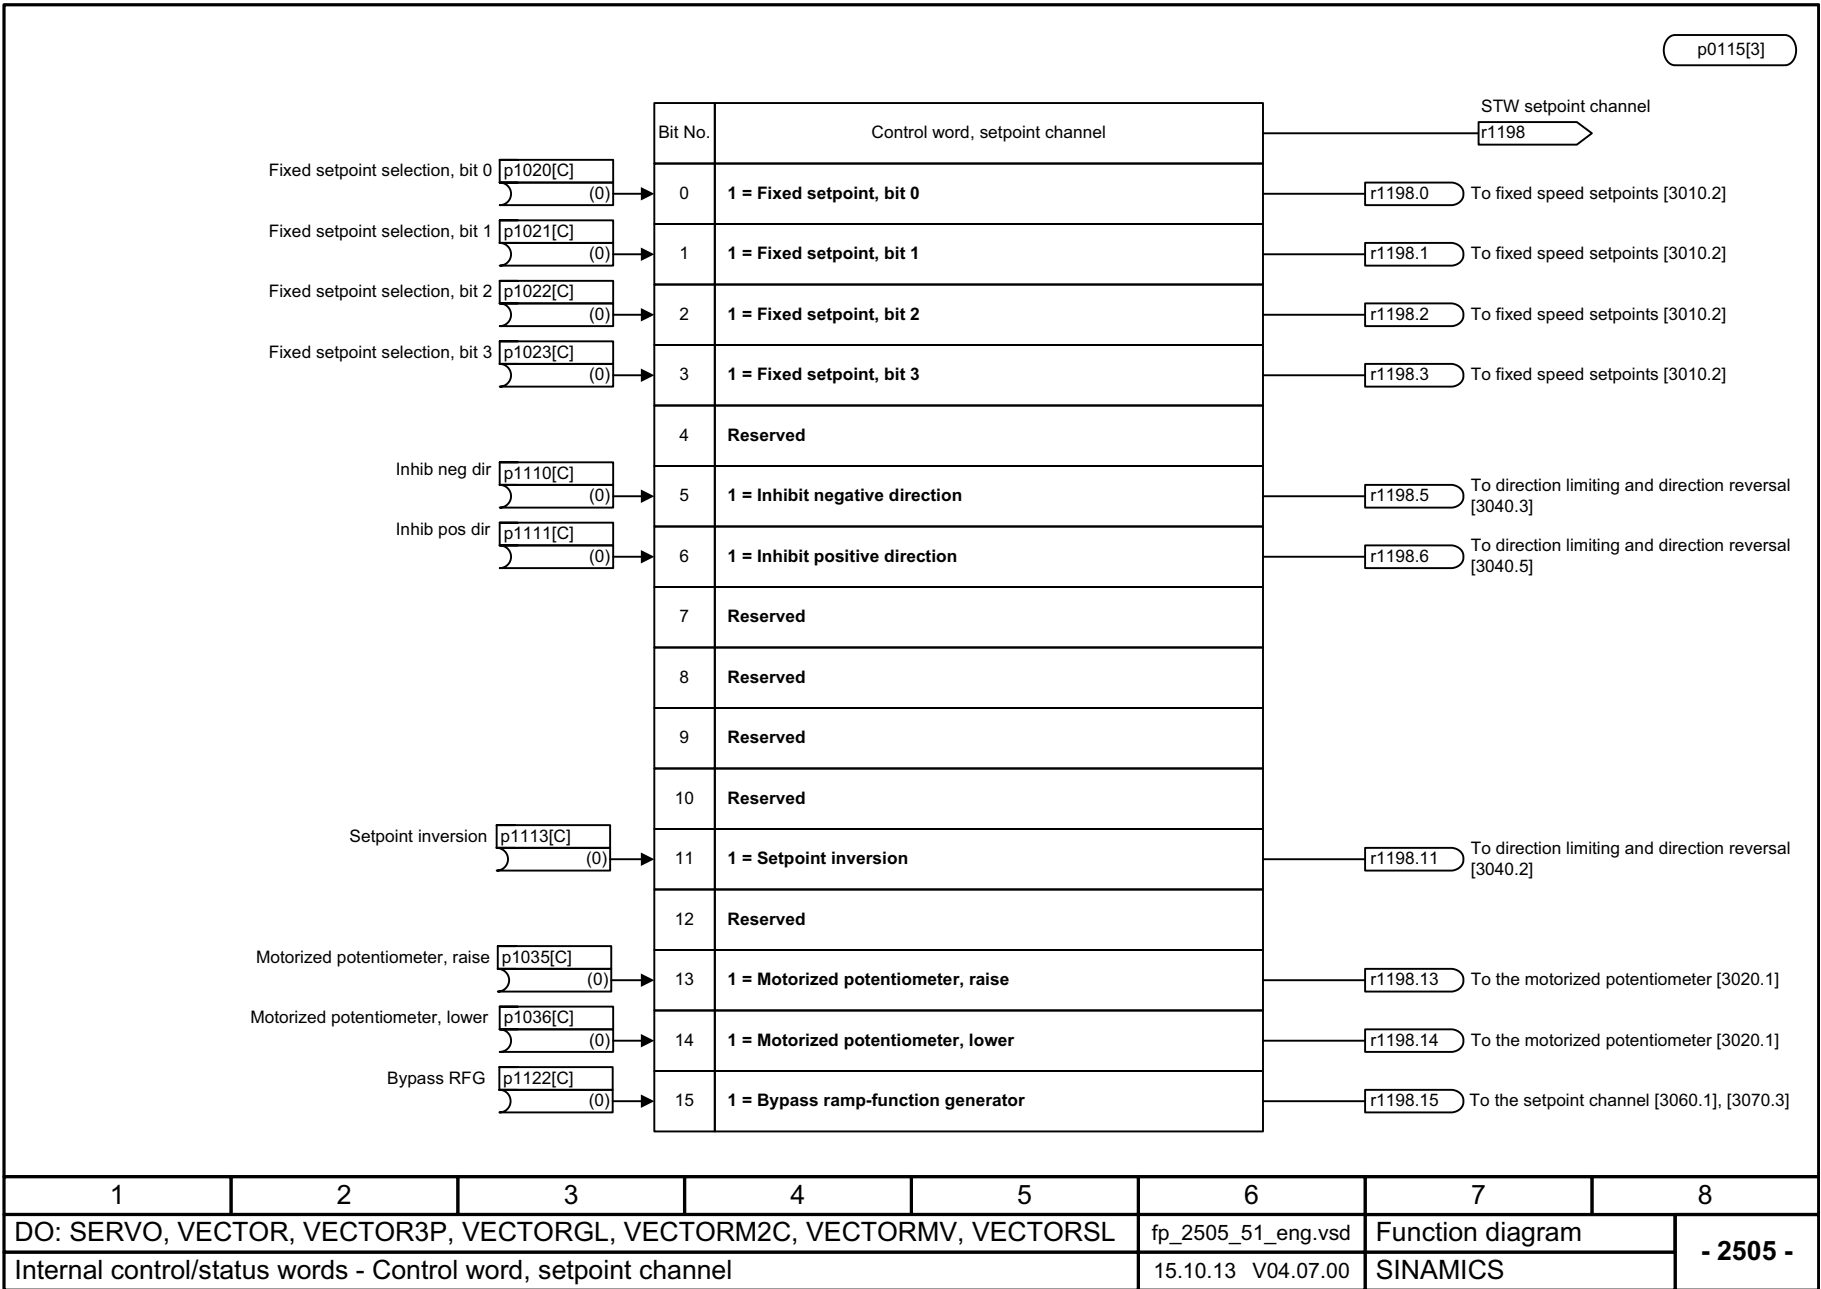 p0115[3]
STW setpoint channel
Bit No. Control word, setpoint channel r1198
Fixed setpoint selection, bit 0 p1020[C]
(0) 0 1 = Fixed setpoint, bit 0 r1198.0 To fixed speed setpoints [3010.2]
Fixed setpoint selection, bit 1 p1021[C]
(0) 1 1 = Fixed setpoint, bit 1 r1198.1 To fixed speed setpoints [3010.2]
Fixed setpoint selection, bit 2 p1022[C]
(0) 2 1 = Fixed setpoint, bit 2 r1198.2 To fixed speed setpoints [3010.2]
Fixed setpoint selection, bit 3 p1023[C]
(0) 3 1 = Fixed setpoint, bit 3 r1198.3 To fixed speed setpoints [3010.2]
4 Reserved
Inhib neg dir p1110[C]
(0) 5 1 = Inhibit negative direction r1198.5 To direction limiting and direction reversal
[3040.3]
Inhib pos dir p1111[C]
(0) 6 1 = Inhibit positive direction r1198.6 To direction limiting and direction reversal
[3040.5]
7 Reserved
8 Reserved
9 Reserved
10 Reserved
Setpoint inversion p1113[C]
(0) 11 1 = Setpoint inversion r1198.11 To direction limiting and direction reversal
[3040.2]
12 Reserved
Motorized potentiometer, raise p1035[C]
(0) 13 1 = Motorized potentiometer, raise r1198.13 To the motorized potentiometer [3020.1]
Motorized potentiometer, lower p1036[C]
(0) 14 1 = Motorized potentiometer, lower r1198.14 To the motorized potentiometer [3020.1]
Bypass RFG p1122[C]
(0) 15 1 = Bypass ramp-function generator r1198.15 To the setpoint channel [3060.1], [3070.3]
1 2 3 4 5 6 7 8
DO: SERVO, VECTOR, VECTOR3P, VECTORGL, VECTORM2C, VECTORMV, VECTORSL fp_2505_51_eng.vsd Function diagram
- 2505 -
Internal control/status words - Control word, setpoint channel 15.10.13 V04.07.00 SINAMICS